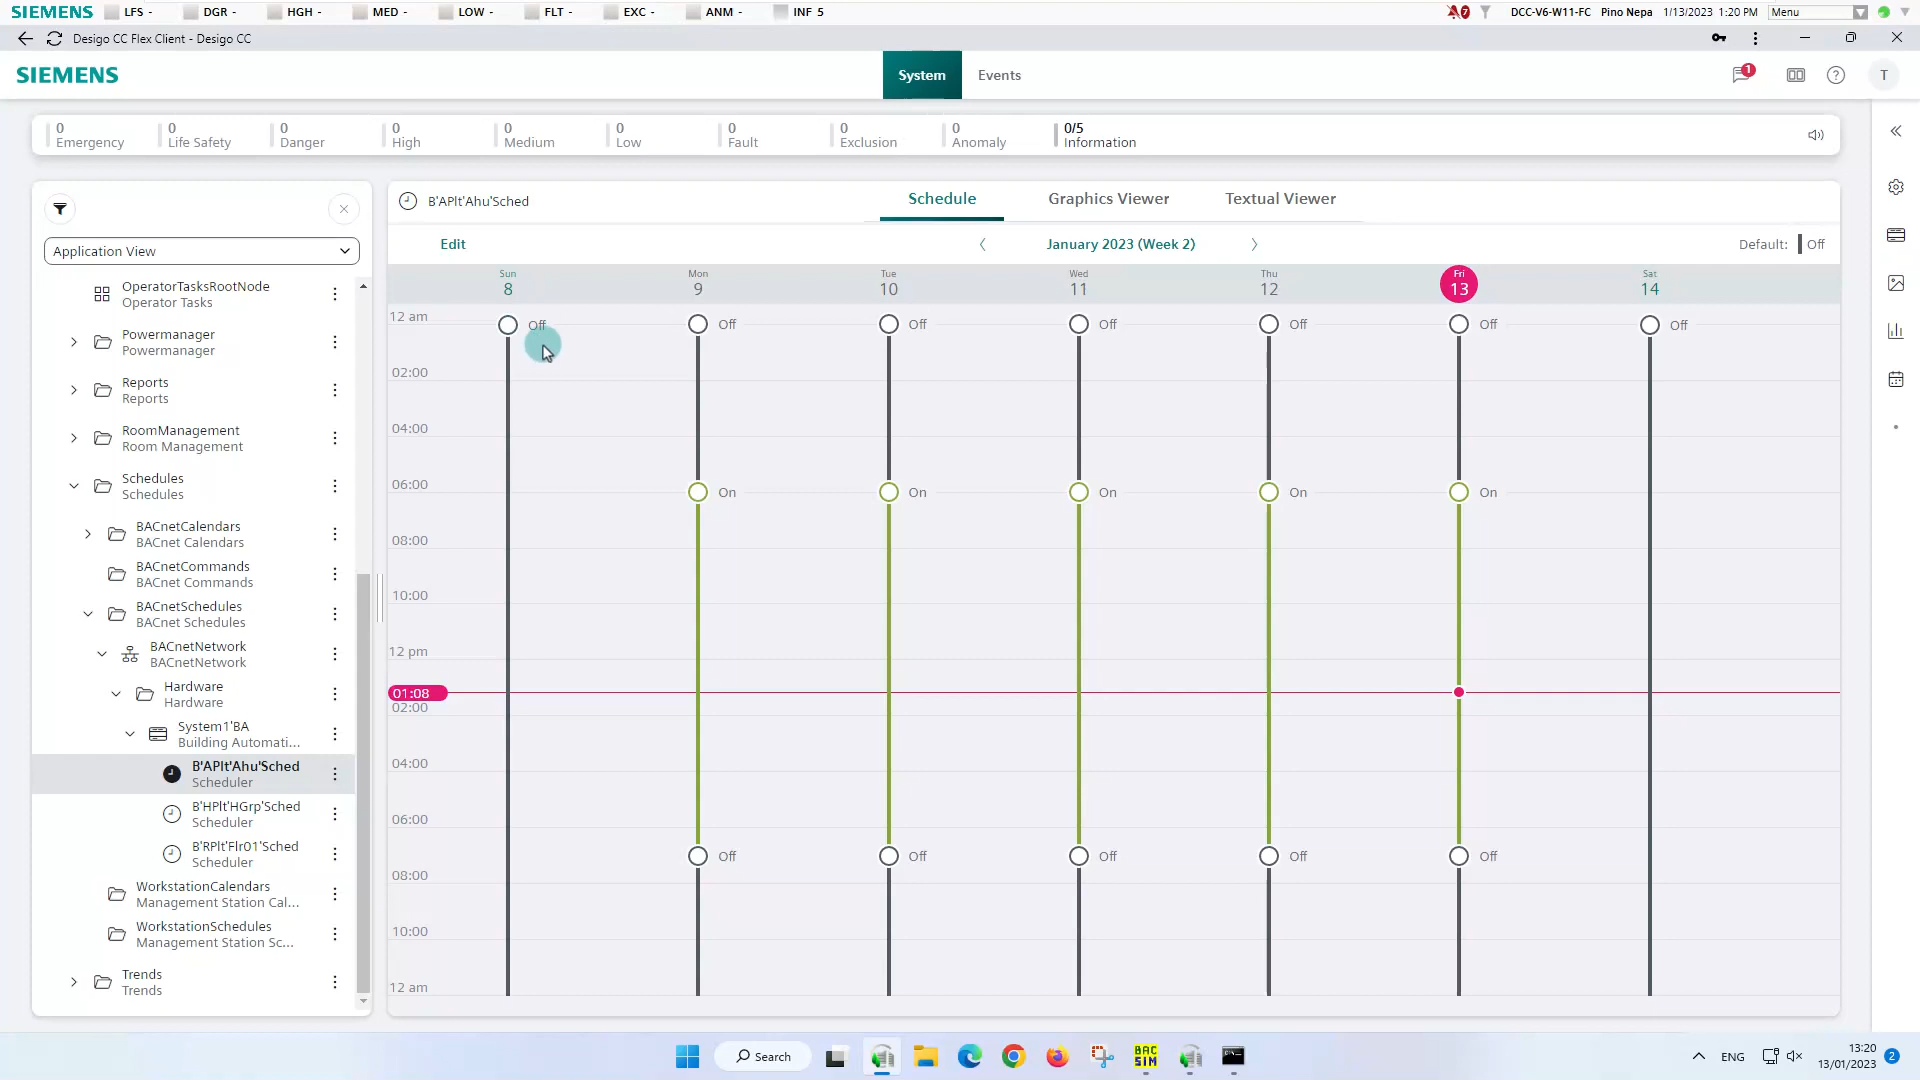 SIEMENS LFS - DGR - HGH - MED - LOW - FLT - EXC - ANM - INF 5 7 DCC-V6-W11-FC Pino Nepa 1/13/2023 1:20 PM Menu
Desigo CC Flex Client - Desigo CC
SIEMENS System Events 1 T
0 0 0 0 0 0 0 0 0 0/5
Emergency Life Safety Danger High Medium Low Fault Exclusion Anomaly Information
B'APlt'Ahu'Sched Schedule Graphics Viewer Textual Viewer
Application View
Edit January 2023 (Week 2) Default: Off
Sun Mon Tue Wed Thu Fri Sat
8 9 10 11 12 13 14
OperatorTasksRootNode
Operator Tasks
Powermanager
Powermanager
Reports
Reports
RoomManagement
Room Management
Schedules
Schedules
BACnetCalendars
BACnet Calendars
BACnetCommands
BACnet Commands
BACnetSchedules
BACnet Schedules
BACnetNetwork
BACnetNetwork
Hardware
Hardware
System1'BA
Building Automati...
B'APlt'Ahu'Sched
Scheduler
B'HPlt'HGrp'Sched
Scheduler
B'RPlt'Flr01'Sched
Scheduler
WorkstationCalendars
Management Station Cal...
WorkstationSchedules
Management Station Sc...
Trends
Trends
12 am Off Off Off Off Off Off Off
02:00
04:00
06:00 On On On On On
08:00
10:00
12 pm
01:08
02:00
04:00
06:00
Off Off Off Off Off
08:00
10:00
12 am
Search BAC SIM ENG 13:20 2
13/01/2023